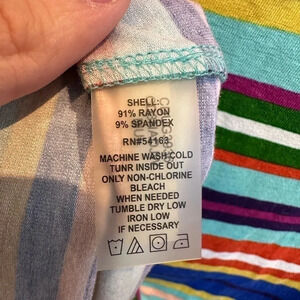 SHELL:
91% RAYON
9% SPANDEX
RN#54163
MACHINE WASH COLD
TUNR INSIDE OUT
ONLY NON-CHLORINE
BLEACH
WHEN NEEDED
TUMBLE DRY LOW
IRON LOW
IF NECESSARY